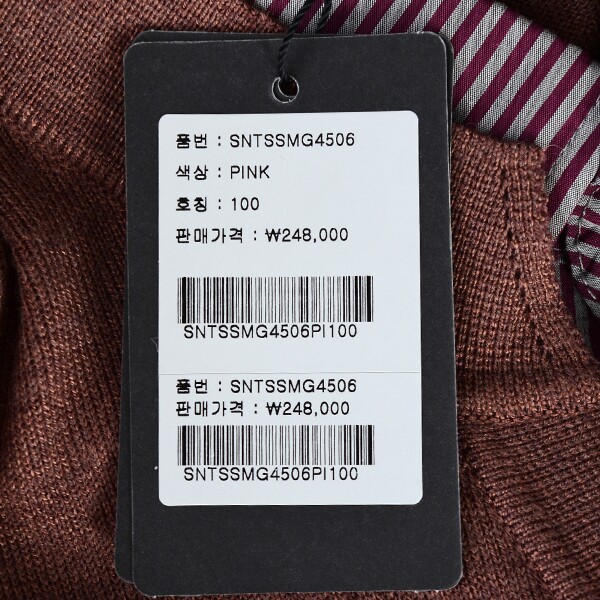 품번 : SNTSSMG4506
색상 : PINK
호칭 : 100
판매가격 : ₩248,000
SNTSSMG4506PI100
품번 : SNTSSMG4506
판매가격 : ₩248,000
SNTSSMG4506PI100